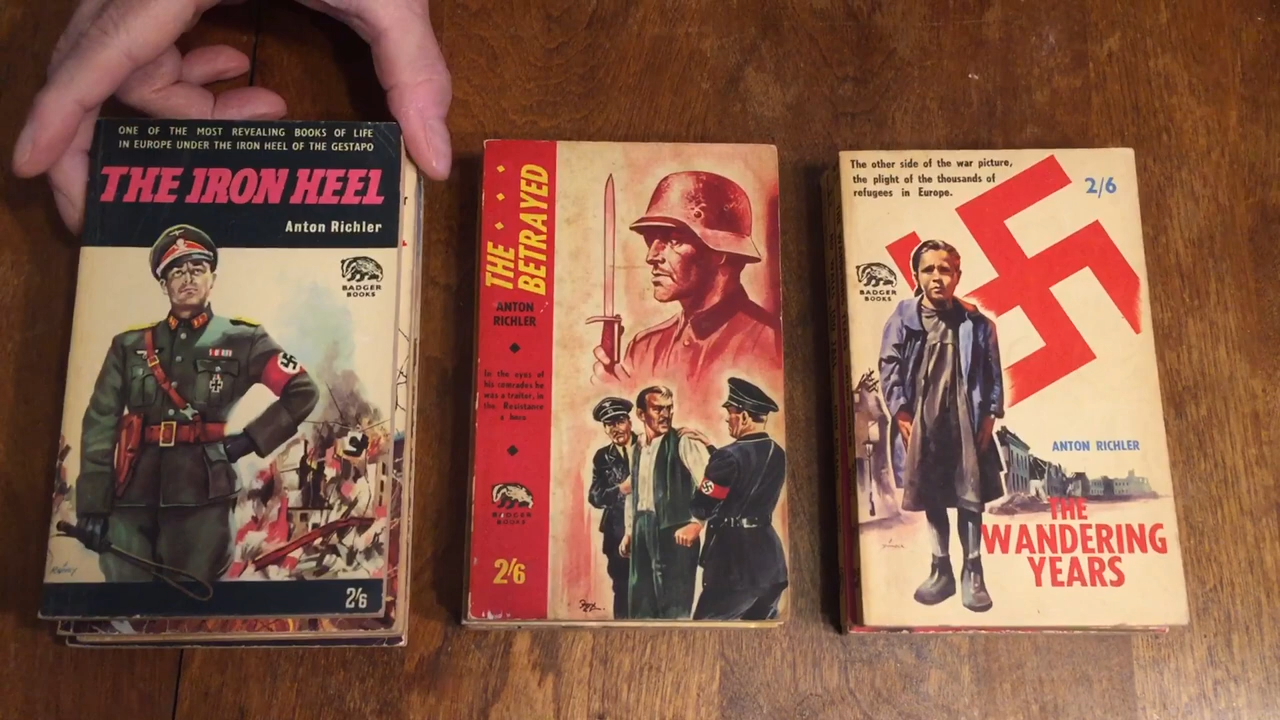 ONE OF THE MOST REVEALING BOOKS OF LIFE
IN EUROPE UNDER THE IRON HEEL OF THE GESTAPO
THE IRON HEEL
Anton Richler
BADGER
BOOKS
2/6
THE
BETRAYED
ANTON
RICHLER
In the eyes of
his comrades he
was a traitor, in
the Resistance
a hero
BADGER
BOOKS
2/6
The other side of the war picture,
the plight of the thousands of
refugees in Europe.
2/6
BADGER
BOOKS
ANTON RICHLER
THE
WANDERING
YEARS